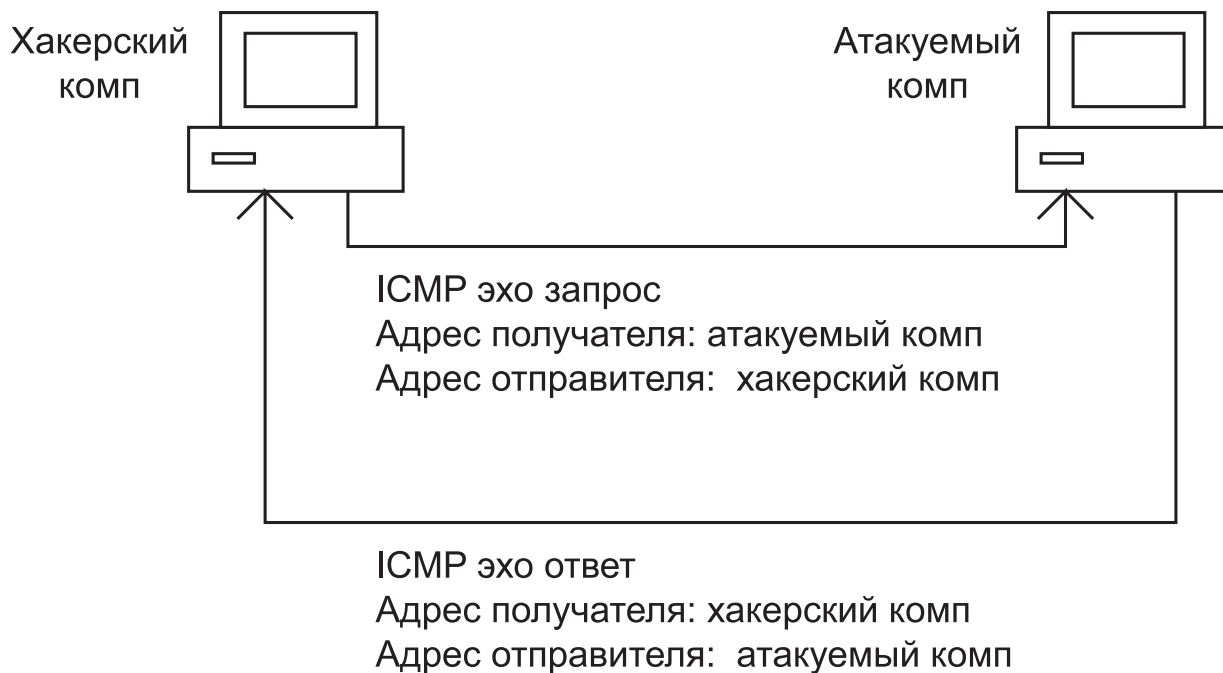 Хакерский
комп
Атакуемый
комп
ICMP эхо запрос
Адрес получателя: атакуемый комп
Адрес отправителя:  хакерский комп
ICMP эхо ответ
Адрес получателя: хакерский комп
Адрес отправителя:  атакуемый комп